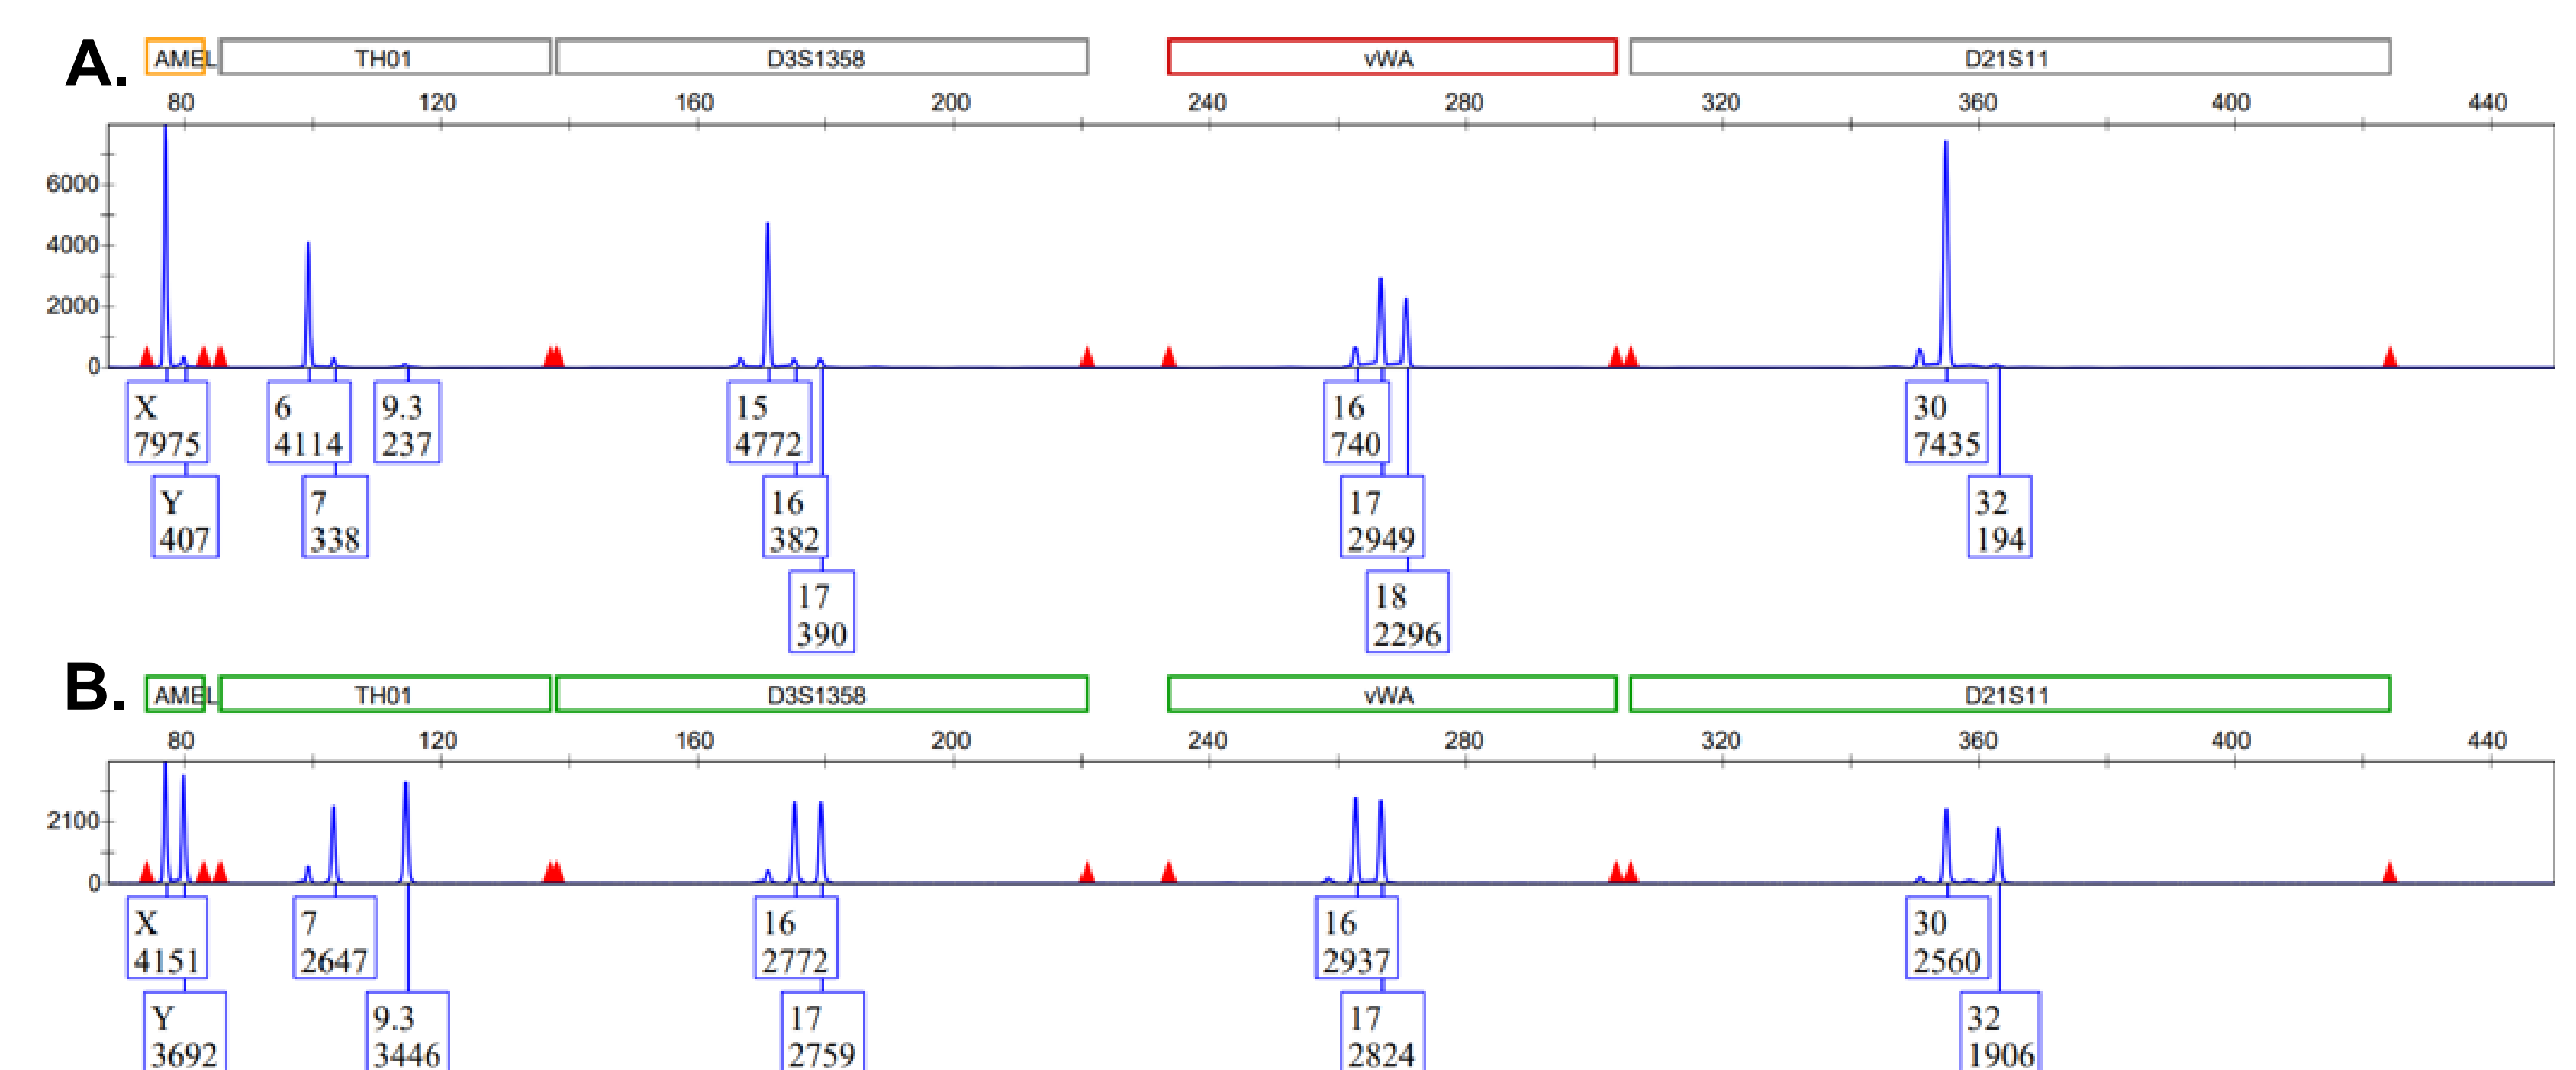 A.
AMEL TH01 D3S1358 vWA D21S11
80 120 160 200 240 280 320 360 400 440
6000
4000
2000
0
X 6 9.3 15 16 30
7975 4114 237 4772 740 7435
Y 7 16 17 32
407 338 382 2949 194
17 18
390 2296
B.
AMEL TH01 D3S1358 vWA D21S11
80 120 160 200 240 280 320 360 400 440
2100
0
X 7 16 16 30
4151 2647 2772 2937 2560
Y 9.3 17 17 32
3692 3446 2759 2824 1906